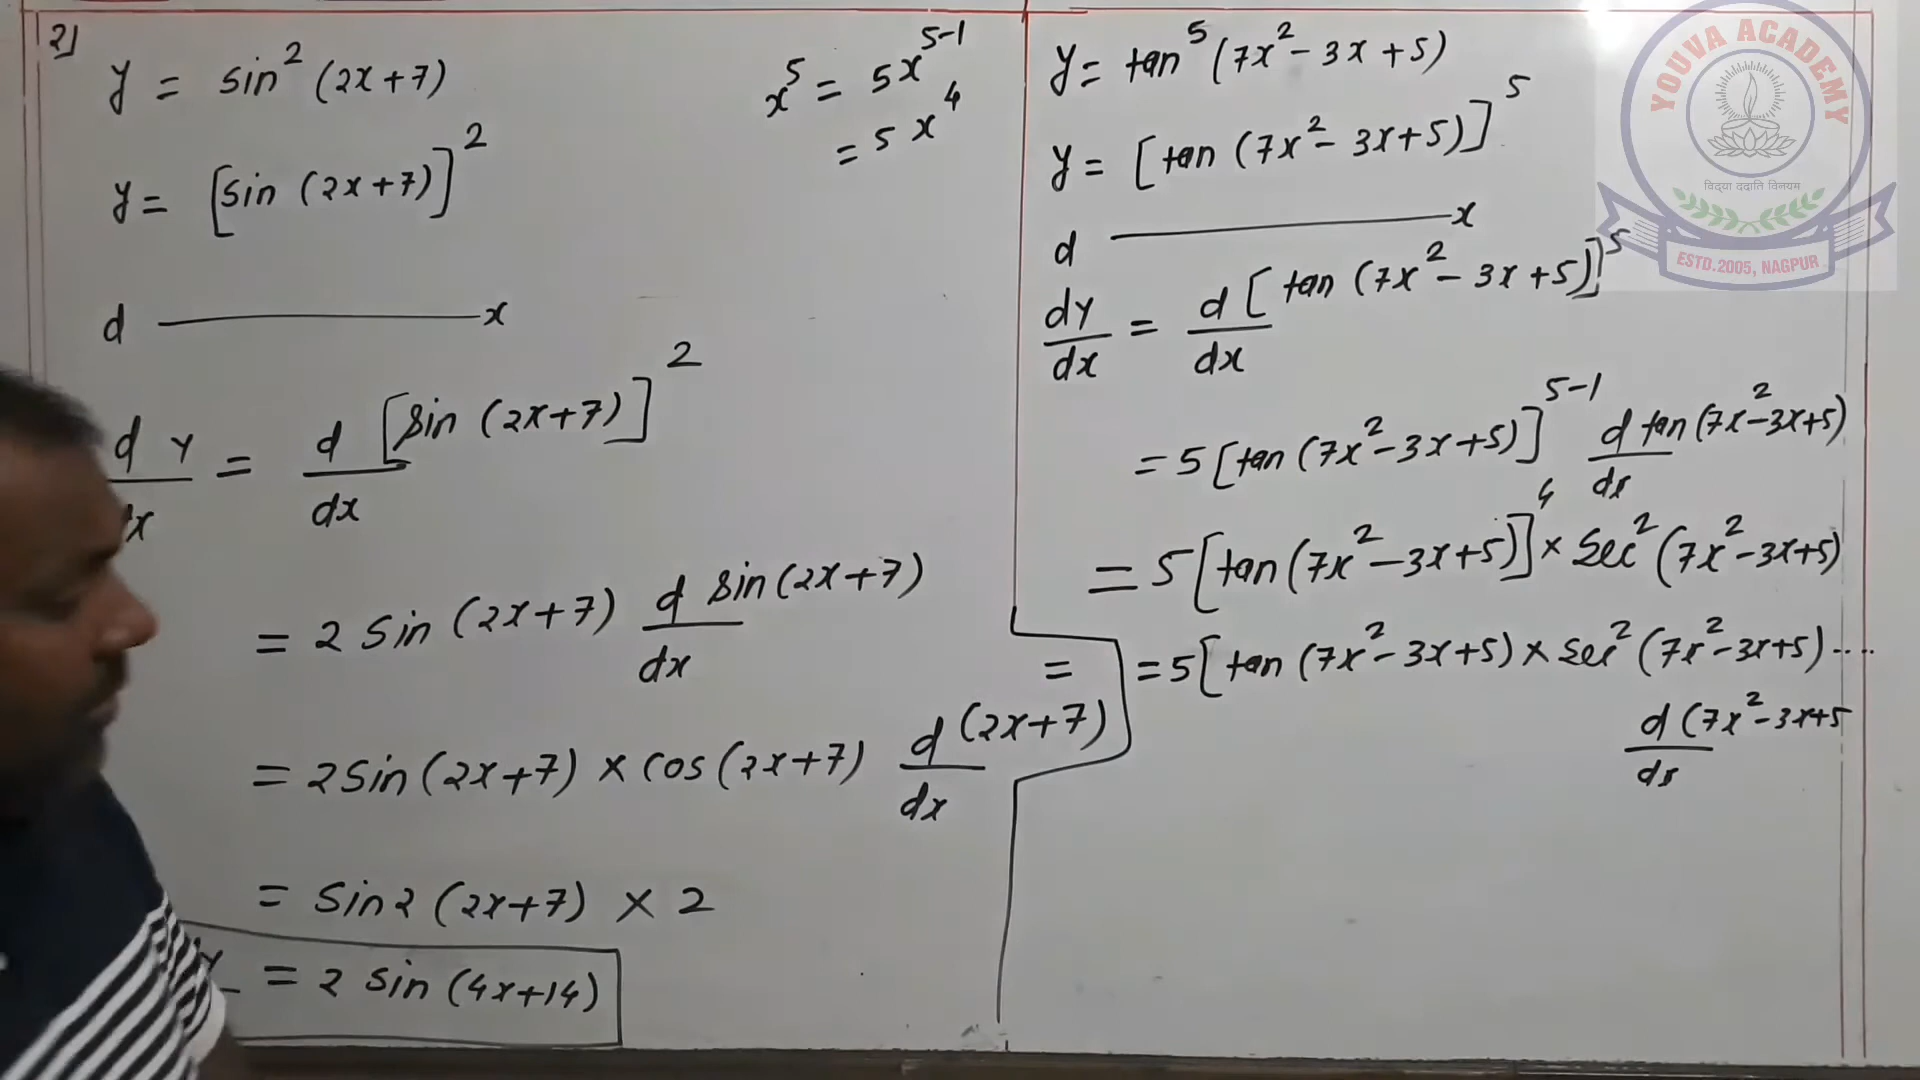 2)
y = sin² (2x+7)
y = [sin (2x+7)]²
d ——— x
dy/dx = d/dx [sin (2x+7)]²
= 2 sin (2x+7) d/dx sin (2x+7)
= 2 sin (2x+7) × cos (2x+7) d/dx (2x+7)
= sin 2 (2x+7) × 2
= 2 sin (4x+14)
x⁵ = 5x⁵⁻¹
= 5x⁴
y = tan⁵ (7x² - 3x + 5)
y = [tan (7x² - 3x + 5)]⁵
d ——— x
dy/dx = d/dx [tan (7x² - 3x + 5)]⁵
= 5 [tan (7x² - 3x + 5)]⁵⁻¹ d/dx tan (7x² - 3x + 5)
= 5 [tan (7x² - 3x + 5)]⁴ × sec² (7x² - 3x + 5)
= = 5 [tan (7x² - 3x + 5) × sec² (7x² - 3x + 5) ....
d/dx (7x² - 3x + 5
YOUVA ACADEMY
विद्या ददाति विनयम
ESTD.2005, NAGPUR